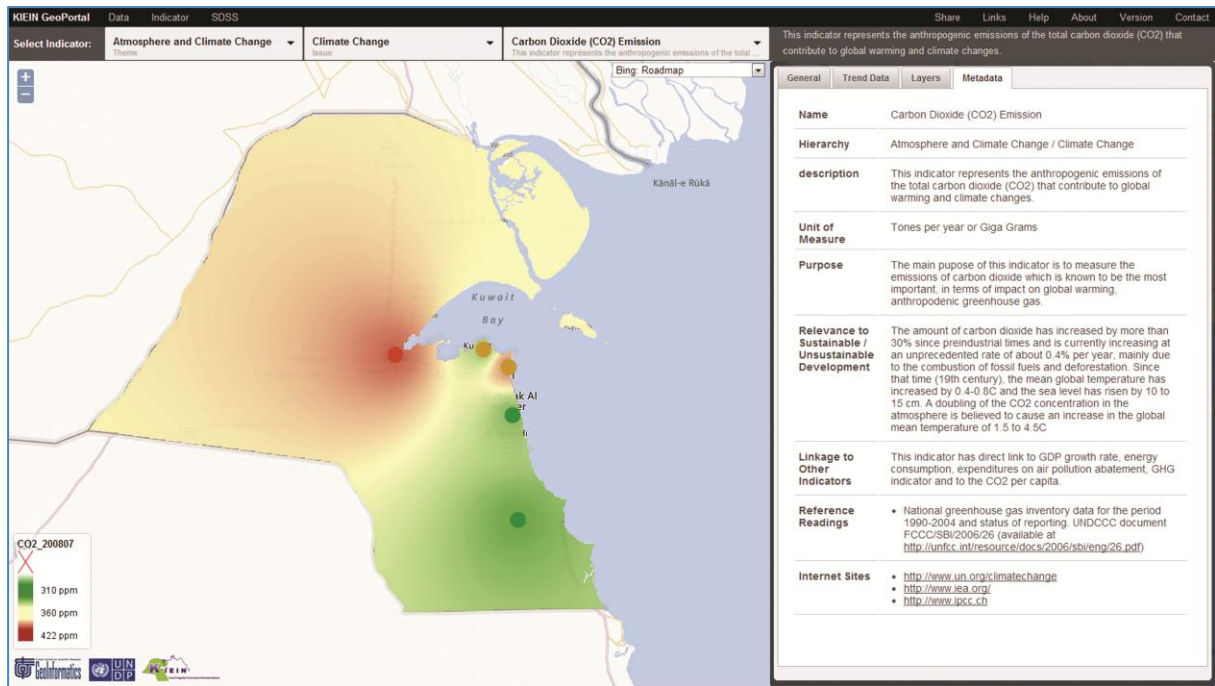 KIEIN GeoPortal Data Indicator SDSS Share Links Help About Version Contact
Select Indicator: Atmosphere and Climate Change Climate Change Carbon Dioxide (CO2) Emission
Theme Issue This indicator represents the anthropogenic emissions of the total ...
This indicator represents the anthropogenic emissions of the total carbon dioxide (CO2) that
contribute to global warming and climate changes.
Bing: Roadmap
General Trend Data Layers Metadata
Name Carbon Dioxide (CO2) Emission
Hierarchy Atmosphere and Climate Change / Climate Change
description This indicator represents the anthropogenic emissions of
the total carbon dioxide (CO2) that contribute to global
warming and climate changes.
Unit of
Measure
Tones per year or Giga Grams
Purpose The main pupose of this indicator is to measure the
emissions of carbon dioxide which is known to be the most
important, in terms of impact on global warming,
anthropodenic greenhouse gas.
Relevance to
Sustainable /
Unsustainable
Development
The amount of carbon dioxide has increased by more than
30% since preindustrial times and is currently increasing at
an unprecedented rate of about 0.4% per year, mainly due
to the combustion of fossil fuels and deforestation. Since
that time (19th century), the mean global temperature has
increased by 0.4-0.8C and the sea level has risen by 10 to
15 cm. A doubling of the CO2 concentration in the
atmosphere is believed to cause an increase in the global
mean temperature of 1.5 to 4.5C
Linkage to
Other
Indicators
This indicator has direct link to GDP growth rate, energy
consumption, expenditures on air pollution abatement, GHG
indicator and to the CO2 per capita.
Reference
Readings
• National greenhouse gas inventory data for the period
1990-2004 and status of reporting. UNDCCC document
FCCC/SBI/2006/26 (available at
http://unfcc.int/resource/docs/2006/sbi/eng/26.pdf)
Internet Sites • http://www.un.org/climatechange
• http://www.iea.org/
• http://www.ipcc.ch
Kānāl-e Rūkā
Kuwait
Bay
CO2_200807
310 ppm
360 ppm
422 ppm
GeoInformatics
UN
DP
KIEIN